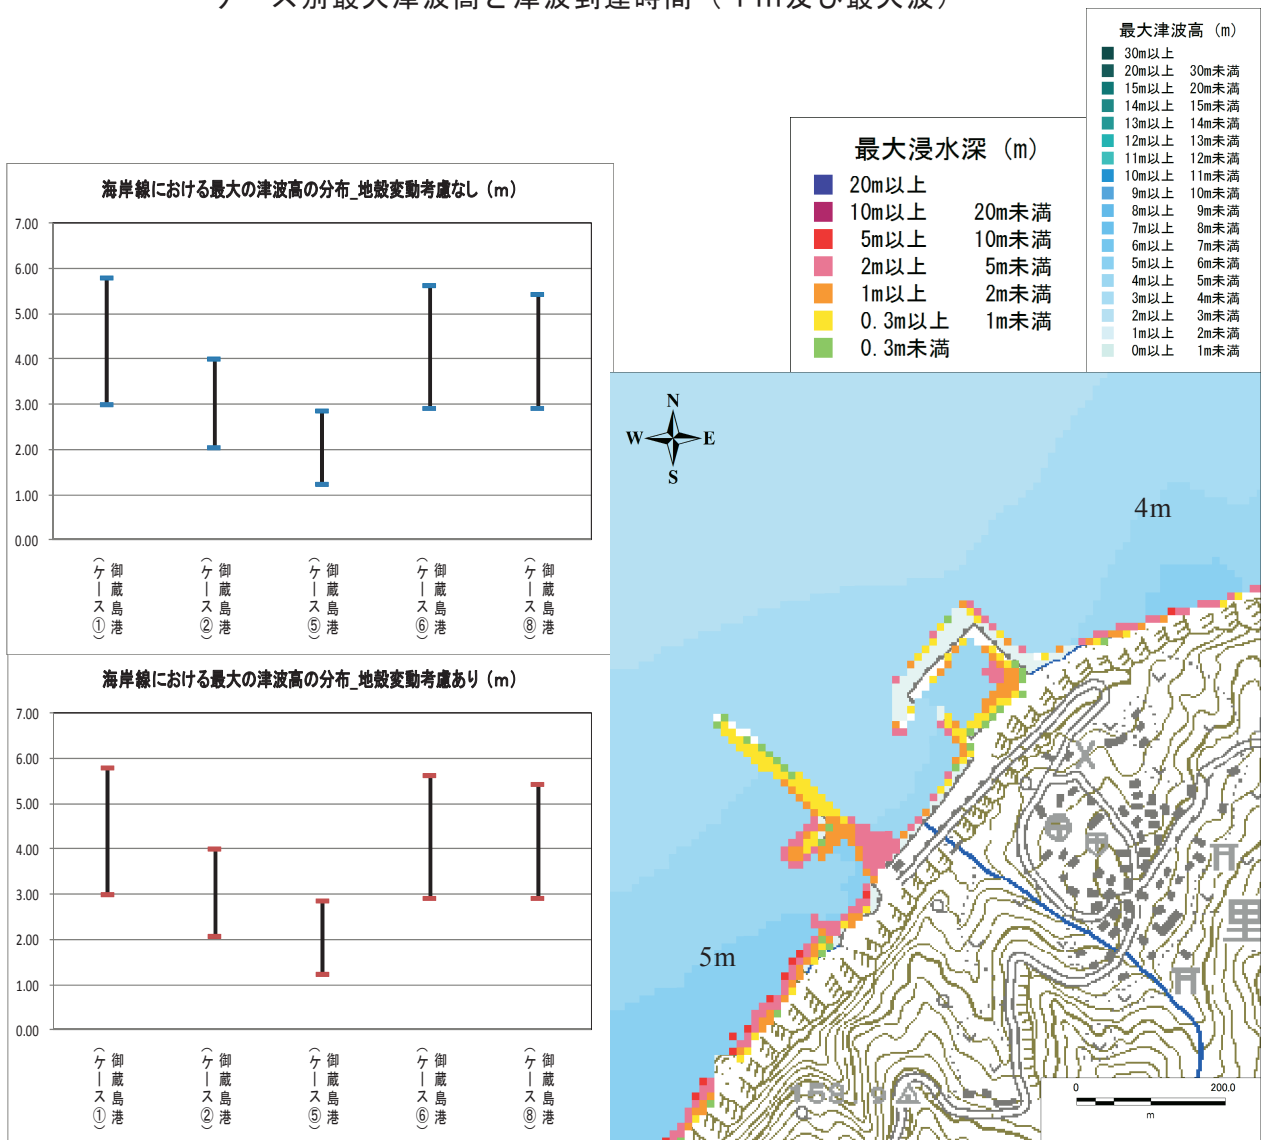 ケース別最大津波高と津波到達時間（1m及び最大波）
最大津波高 (m)
30m以上
20m以上 30m未満
15m以上 20m未満
14m以上 15m未満
13m以上 14m未満
12m以上 13m未満
11m以上 12m未満
10m以上 11m未満
9m以上 10m未満
8m以上 9m未満
7m以上 8m未満
6m以上 7m未満
5m以上 6m未満
4m以上 5m未満
3m以上 4m未満
2m以上 3m未満
1m以上 2m未満
0m以上 1m未満
最大浸水深 (m)
20m以上
10m以上 20m未満
5m以上 10m未満
2m以上 5m未満
1m以上 2m未満
0.3m以上 1m未満
0.3m未満
海岸線における最大の津波高の分布_地殻変動考慮なし (m)
7.00
6.00
5.00
4.00
3.00
2.00
1.00
0.00
御蔵島港（ケース①）
御蔵島港（ケース②）
御蔵島港（ケース⑤）
御蔵島港（ケース⑥）
御蔵島港（ケース⑧）
海岸線における最大の津波高の分布_地殻変動考慮あり (m)
7.00
6.00
5.00
4.00
3.00
2.00
1.00
0.00
御蔵島港（ケース①）
御蔵島港（ケース②）
御蔵島港（ケース⑤）
御蔵島港（ケース⑥）
御蔵島港（ケース⑧）
N
W E
S
4m
5m
里
0 200.0
m